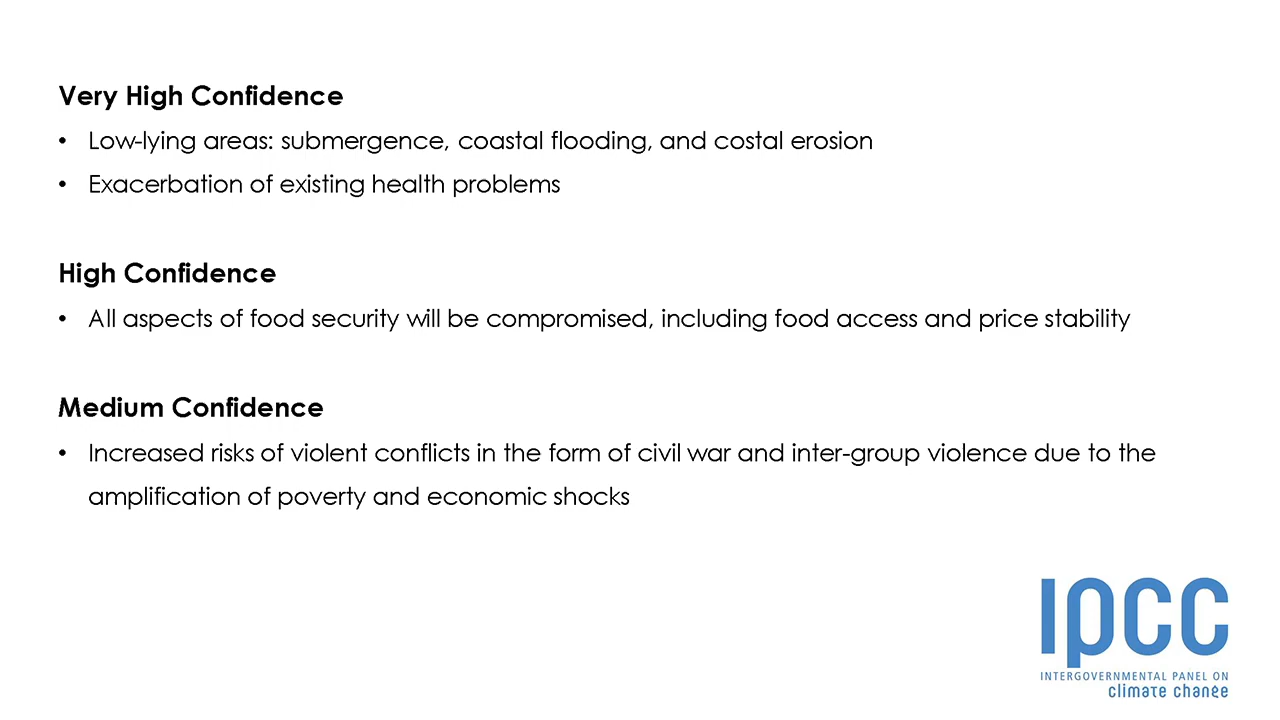 Very High Confidence
• Low-lying areas: submergence, coastal flooding, and costal erosion
• Exacerbation of existing health problems
High Confidence
• All aspects of food security will be compromised, including food access and price stability
Medium Confidence
• Increased risks of violent conflicts in the form of civil war and inter-group violence due to the
amplification of poverty and economic shocks
ipcc
INTERGOVERNMENTAL PANEL ON
climate change